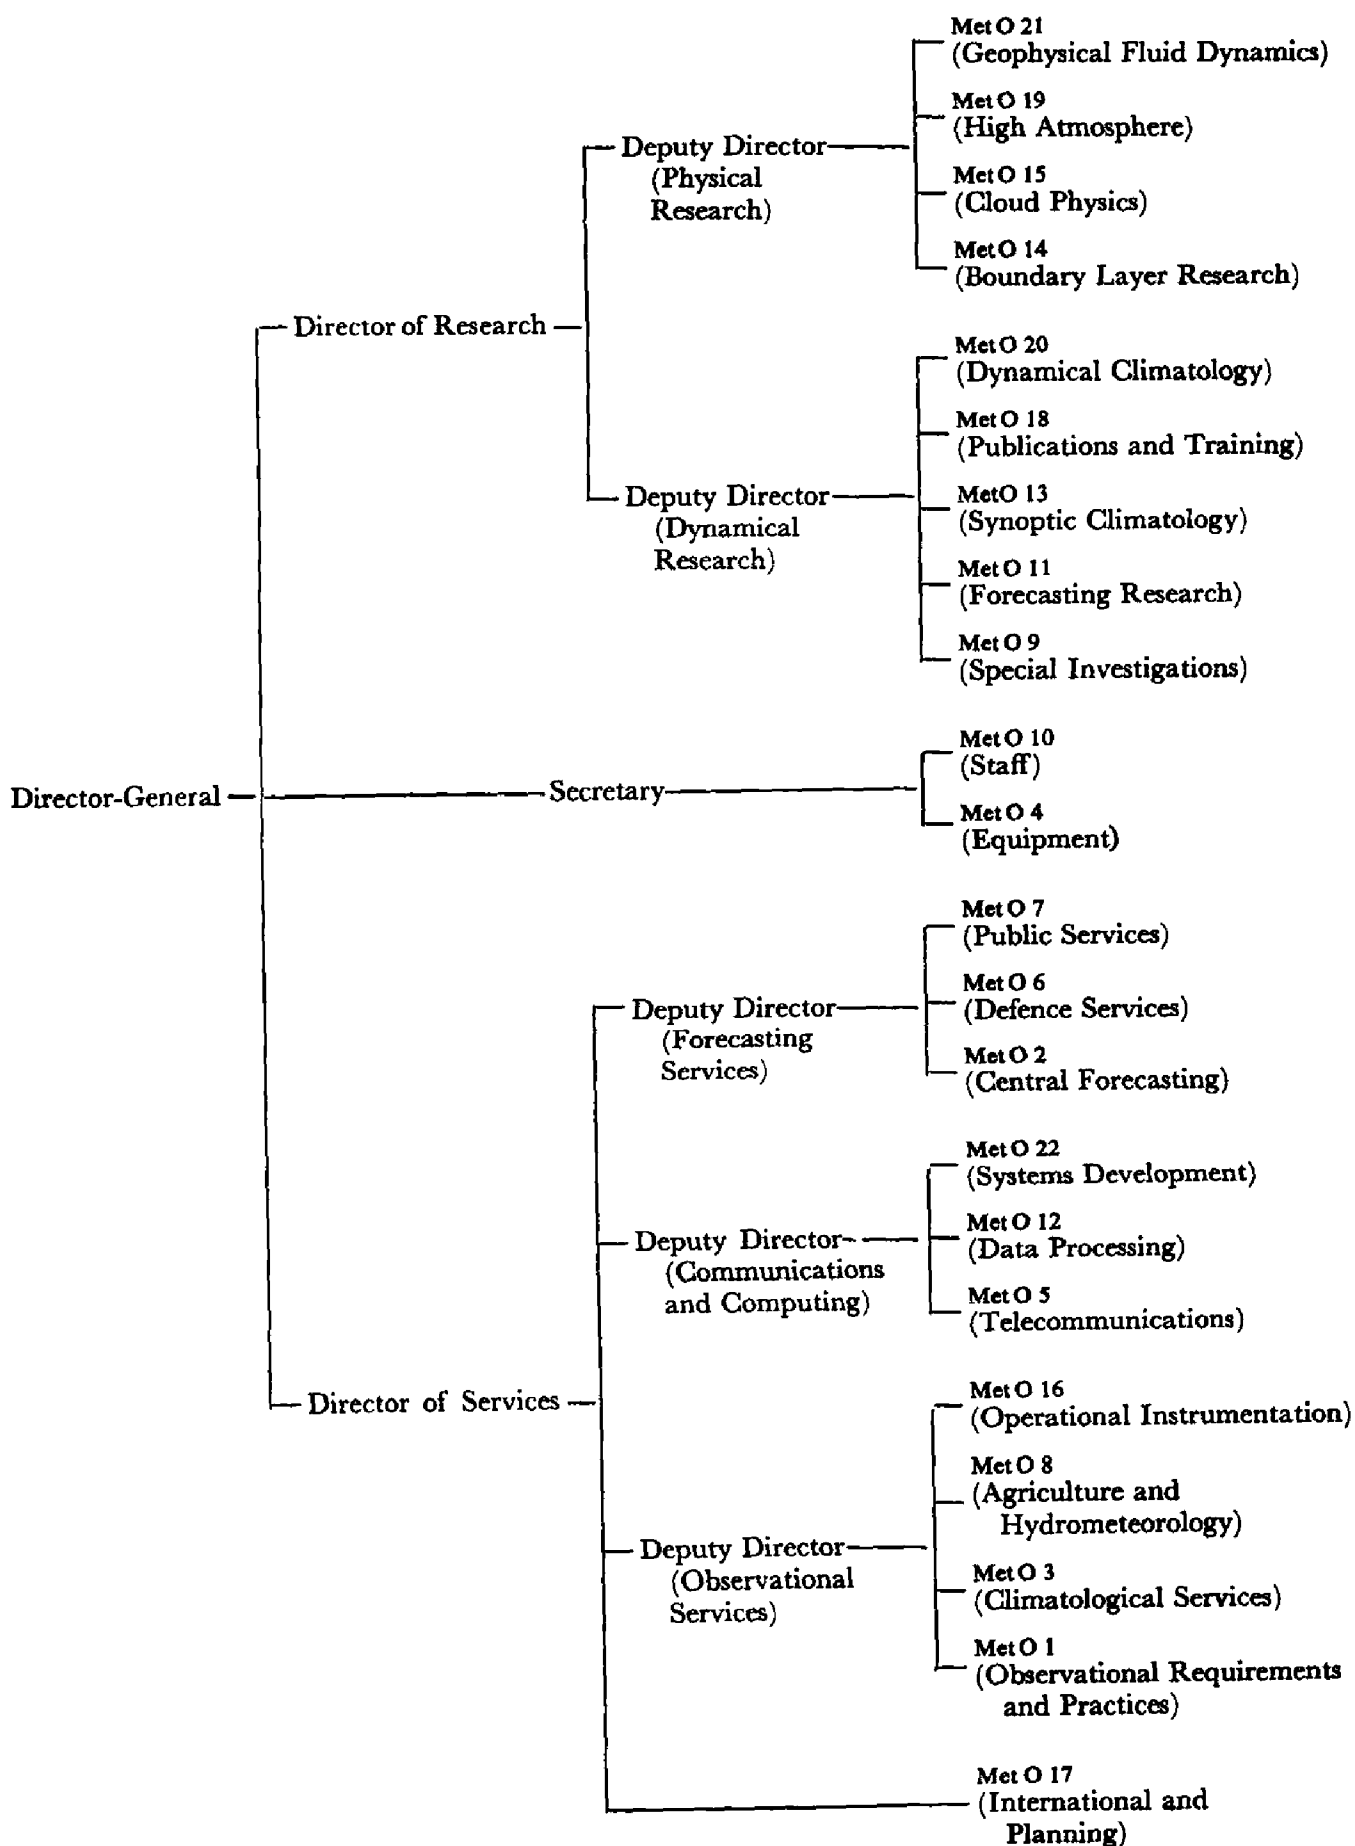 Met O 21
(Geophysical Fluid Dynamics)
Met O 19
(High Atmosphere)
Deputy Director
(Physical
Research)
Met O 15
(Cloud Physics)
Met O 14
(Boundary Layer Research)
Director of Research
Met O 20
(Dynamical Climatology)
Met O 18
(Publications and Training)
Deputy Director
(Dynamical
Research)
Met O 13
(Synoptic Climatology)
Met O 11
(Forecasting Research)
Met O 9
(Special Investigations)
Director-General
Secretary
Met O 10
(Staff)
Met O 4
(Equipment)
Met O 7
(Public Services)
Deputy Director
(Forecasting
Services)
Met O 6
(Defence Services)
Met O 2
(Central Forecasting)
Met O 22
(Systems Development)
Deputy Director
(Communications
and Computing)
Met O 12
(Data Processing)
Met O 5
(Telecommunications)
Director of Services
Met O 16
(Operational Instrumentation)
Met O 8
(Agriculture and
Hydrometeorology)
Deputy Director
(Observational
Services)
Met O 3
(Climatological Services)
Met O 1
(Observational Requirements
and Practices)
Met O 17
(International and
Planning)